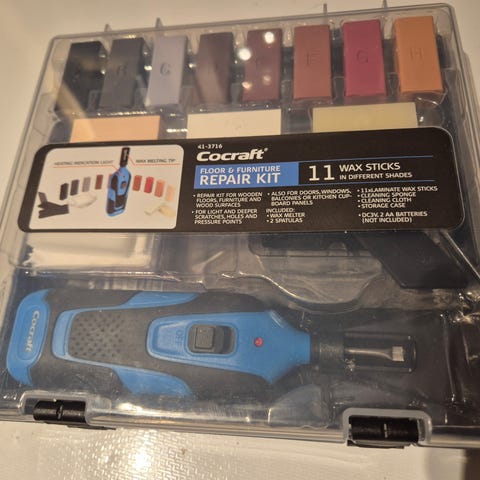 G
E
F
G
H
41-3716
Cocraft®
FLOOR & FURNITURE
REPAIR KIT
11 WAX STICKS
IN DIFFERENT SHADES
HEATING INDICATION LIGHT
WAX MELTING TIP
• REPAIR KIT FOR WOODEN
FLOORS, FURNITURE AND
WOOD SURFACES
• FOR LIGHT AND DEEPER
SCRATCHES, HOLES AND
PRESSURE POINTS
• ALSO FOR DOORS, WINDOWS,
BALCONIES OR KITCHEN CUP-
BOARD PANELS
INCLUDED:
• WAX MELTER
• 2 SPATULAS
• 11xLAMINATE WAX STICKS
• CLEANING SPONGE
• CLEANING CLOTH
• STORAGE CASE
• DC3V, 2 AA BATTERIES
(NOT INCLUDED)
Cocraft
OFF